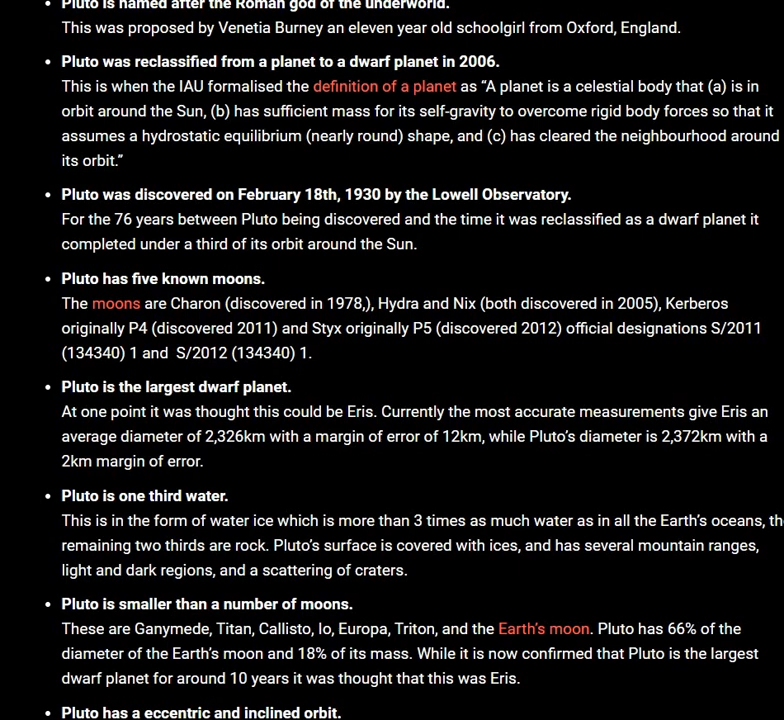 Pluto is named after the Roman god of the underworld.
This was proposed by Venetia Burney an eleven year old schoolgirl from Oxford, England.
Pluto was reclassified from a planet to a dwarf planet in 2006.
This is when the IAU formalised the definition of a planet as “A planet is a celestial body that (a) is in
orbit around the Sun, (b) has sufficient mass for its self-gravity to overcome rigid body forces so that it
assumes a hydrostatic equilibrium (nearly round) shape, and (c) has cleared the neighbourhood around
its orbit.”
Pluto was discovered on February 18th, 1930 by the Lowell Observatory.
For the 76 years between Pluto being discovered and the time it was reclassified as a dwarf planet it
completed under a third of its orbit around the Sun.
Pluto has five known moons.
The moons are Charon (discovered in 1978,), Hydra and Nix (both discovered in 2005), Kerberos
originally P4 (discovered 2011) and Styx originally P5 (discovered 2012) official designations S/2011
(134340) 1 and  S/2012 (134340) 1.
Pluto is the largest dwarf planet.
At one point it was thought this could be Eris. Currently the most accurate measurements give Eris an
average diameter of 2,326km with a margin of error of 12km, while Pluto’s diameter is 2,372km with a
2km margin of error.
Pluto is one third water.
This is in the form of water ice which is more than 3 times as much water as in all the Earth’s oceans, th
remaining two thirds are rock. Pluto’s surface is covered with ices, and has several mountain ranges,
light and dark regions, and a scattering of craters.
Pluto is smaller than a number of moons.
These are Ganymede, Titan, Callisto, Io, Europa, Triton, and the Earth’s moon. Pluto has 66% of the
diameter of the Earth’s moon and 18% of its mass. While it is now confirmed that Pluto is the largest
dwarf planet for around 10 years it was thought that this was Eris.
Pluto has a eccentric and inclined orbit.